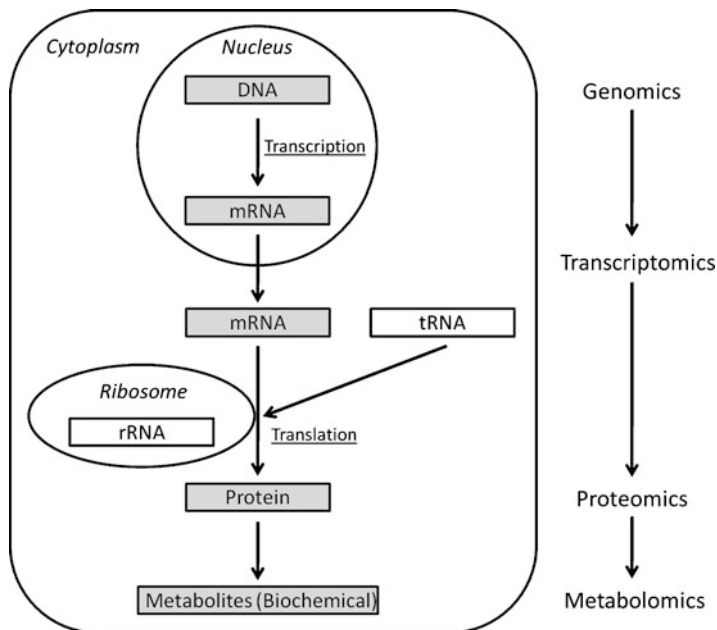 Cytoplasm
Nucleus
DNA
Genomics
Transcription
mRNA
Transcriptomics
mRNA
tRNA
Ribosome
rRNA
Translation
Protein
Proteomics
Metabolites (Biochemical)
Metabolomics